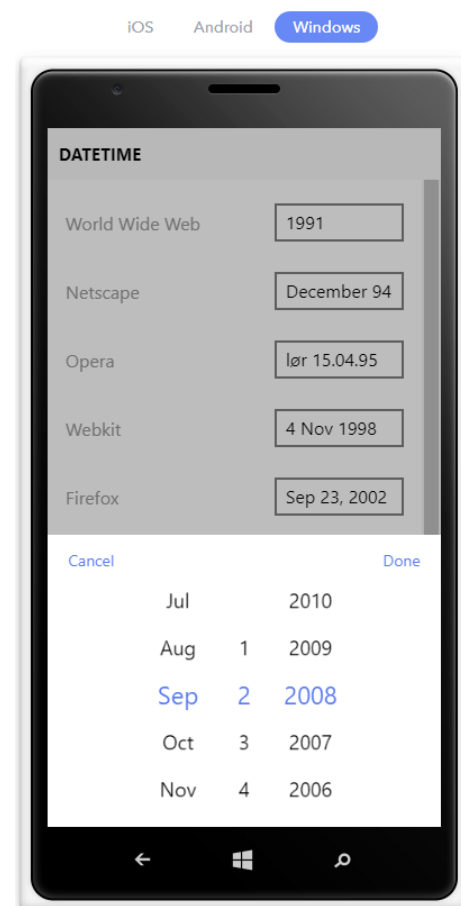 iOS Android Windows
DATETIME
World Wide Web 1991
Netscape December 94
Opera lør 15.04.95
Webkit 4 Nov 1998
Firefox Sep 23, 2002
Cancel Done
Jul 2010
Aug 1 2009
Sep 2 2008
Oct 3 2007
Nov 4 2006